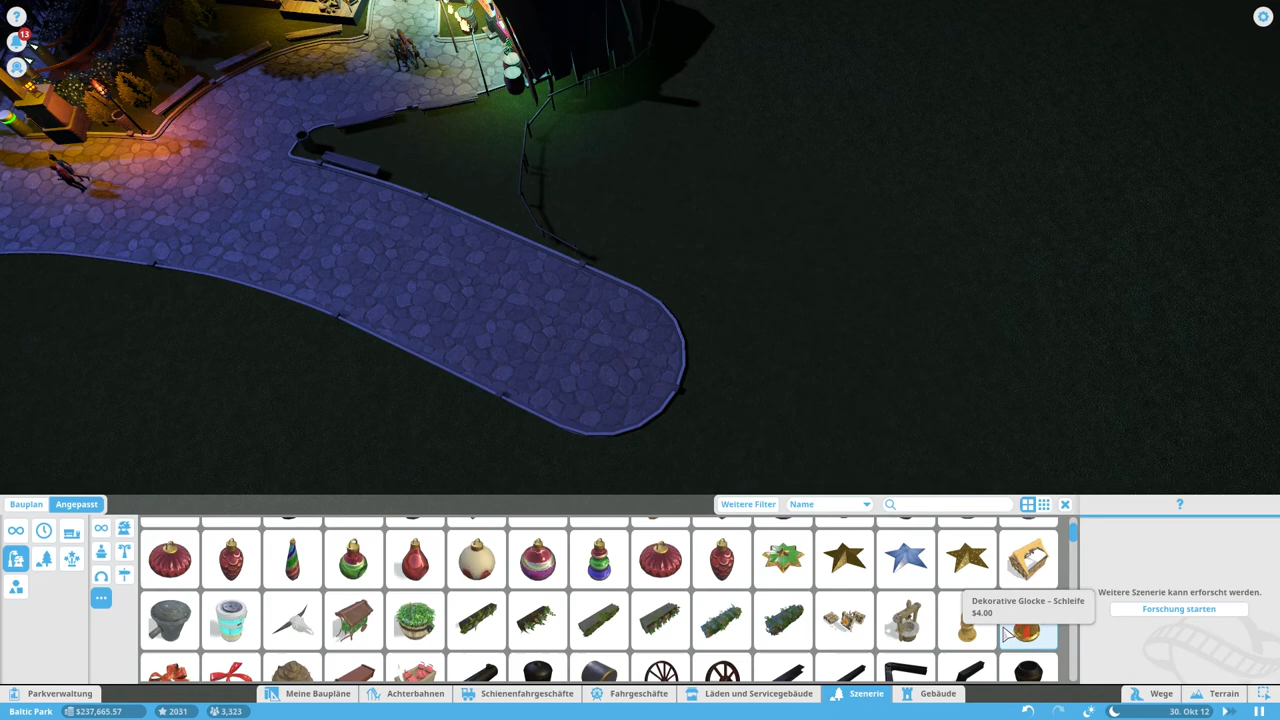 ?
13
Bauplan
Angepasst
Weitere Filter
Name
?
Dekorative Glocke – Schleife
$4.00
Weitere Szenerie kann erforscht werden.
Forschung starten
Parkverwaltung
Meine Baupläne
Achterbahnen
Schienenfahrgeschäfte
Fahrgeschäfte
Läden und Servicegebäude
Szenerie
Gebäude
Wege
Terrain
Baltic Park
$237,665.57
2031
3,323
30. Okt 12